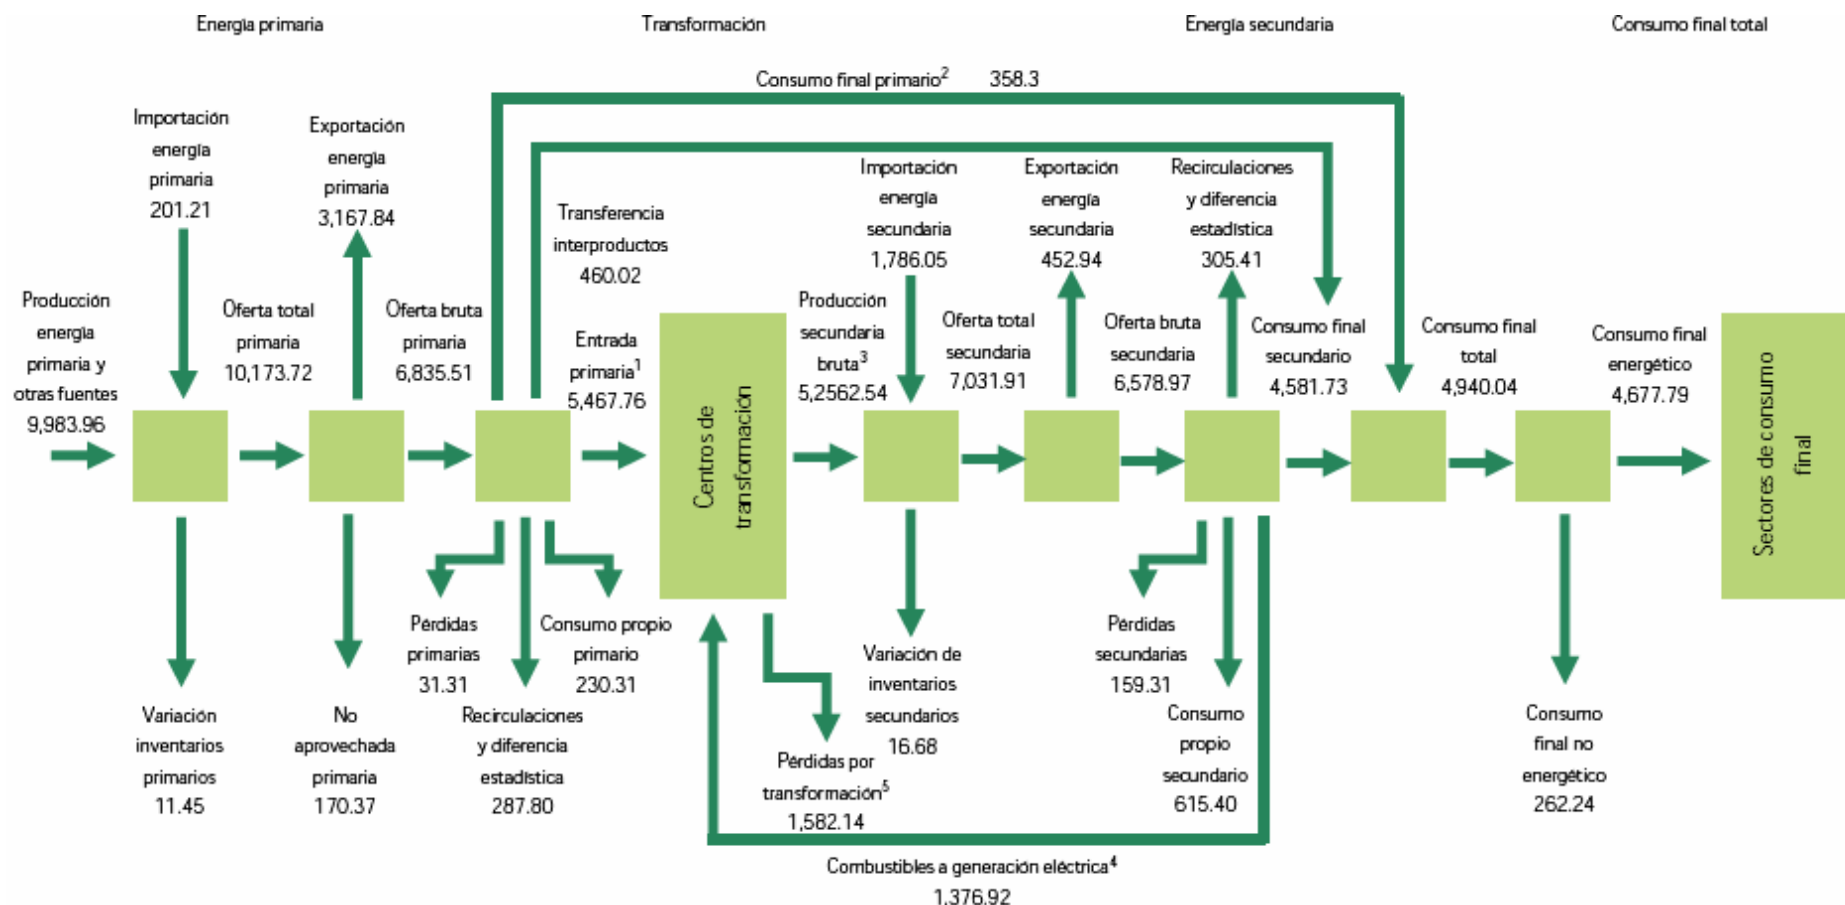 Energía primaria
Transformación
Energía secundaria
Consumo final total
Consumo final primario² 358.3
Importación
energía
primaria
201.21
Exportación
energía
primaria
3,167.84
Transferencia
interproductos
460.02
Importación
energía
secundaria
1,786.05
Exportación
energía
secundaria
452.94
Recirculaciones
y diferencia
estadística
305.41
Producción
energía
primaria y
otras fuentes
9,983.96
Oferta total
primaria
10,173.72
Oferta bruta
primaria
6,835.51
Entrada
primaria¹
5,467.76
Centros de
transformación
Producción
secundaria
bruta³
5,2562.54
Oferta total
secundaria
7,031.91
Oferta bruta
secundaria
6,578.97
Consumo final
secundario
4,581.73
Consumo final
total
4,940.04
Consumo final
energético
4,677.79
Sectores de consumo
final
Variación
inventarios
primarios
11.45
No
aprovechada
primaria
170.37
Pérdidas
primarias
31.31
Recirculaciones
y diferencia
estadística
287.80
Consumo propio
primario
230.31
Pérdidas por
transformación⁵
1,582.14
Variación de
inventarios
secundarios
16.68
Pérdidas
secundarias
159.31
Consumo
propio
secundario
615.40
Consumo
final no
energético
262.24
Combustibles a generación eléctrica⁴
1,376.92